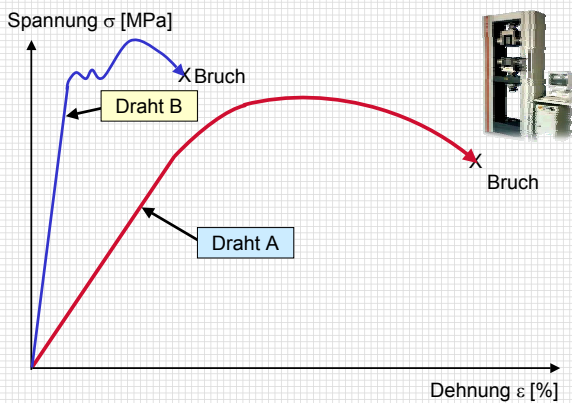 Spannung σ [MPa]
X Bruch
Draht B
X
Bruch
Draht A
Dehnung ε [%]